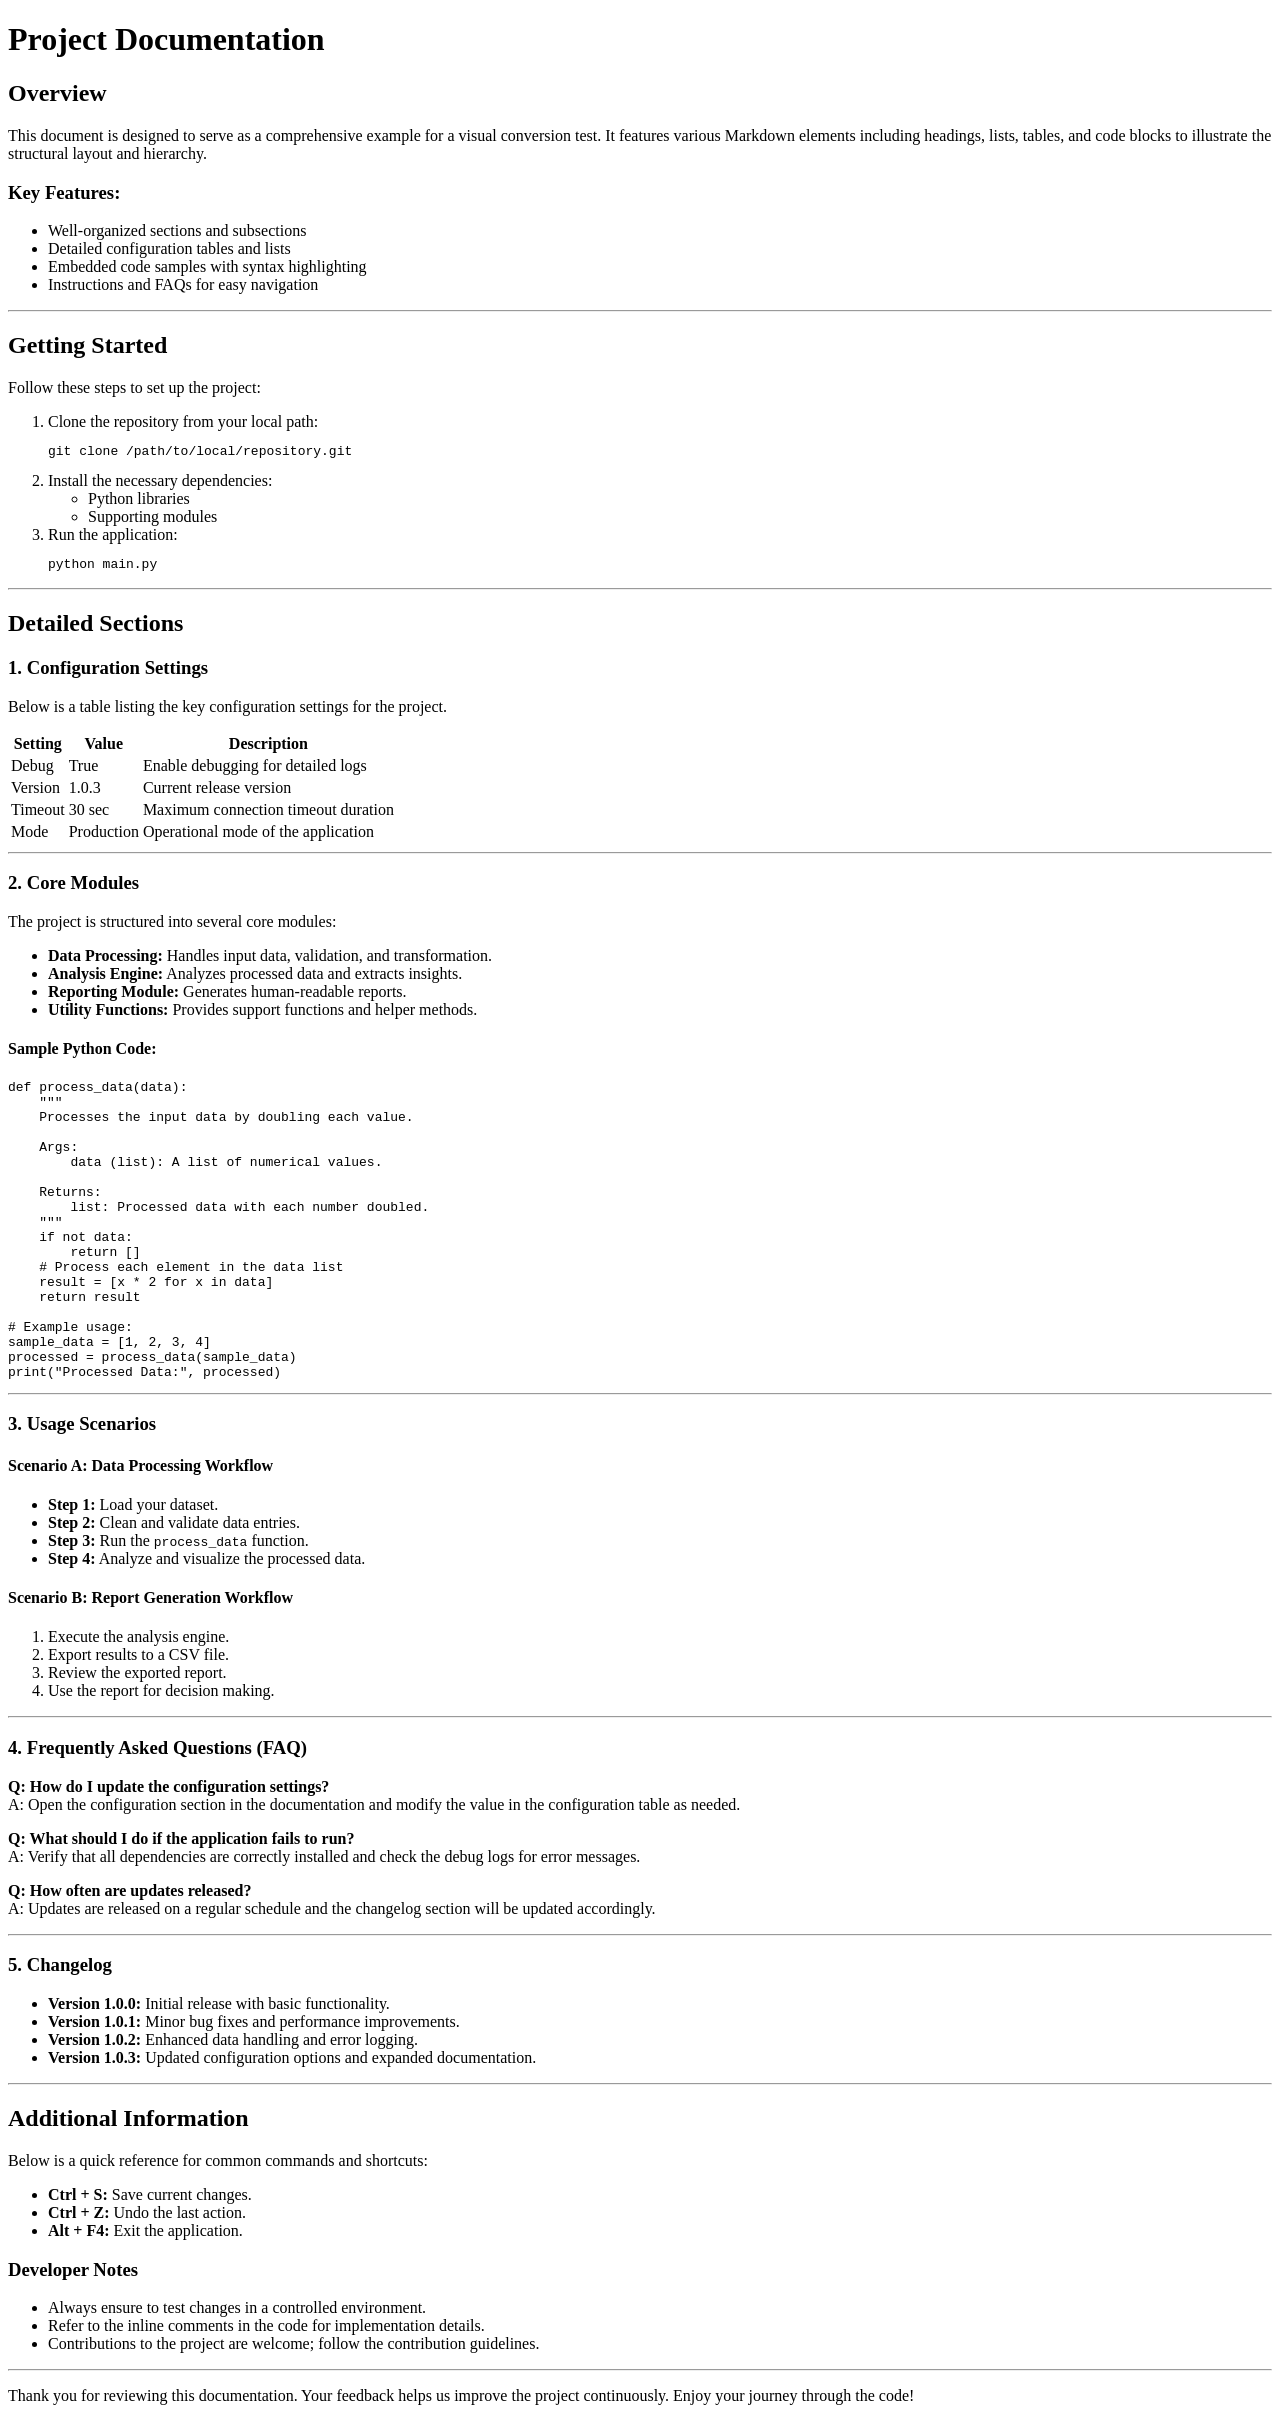 Project Documentation
Overview
This document is designed to serve as a comprehensive example for a visual conversion test. It features various Markdown elements including headings, lists, tables, and code blocks to illustrate the
structural layout and hierarchy.
Key Features:
• Well-organized sections and subsections
• Detailed configuration tables and lists
• Embedded code samples with syntax highlighting
• Instructions and FAQs for easy navigation
Getting Started
Follow these steps to set up the project:
1. Clone the repository from your local path:
git clone /path/to/local/repository.git
2. Install the necessary dependencies:
◦ Python libraries
◦ Supporting modules
3. Run the application:
python main.py
Detailed Sections
1. Configuration Settings
Below is a table listing the key configuration settings for the project.
Setting Value Description
Debug True Enable debugging for detailed logs
Version 1.0.3 Current release version
Timeout 30 sec Maximum connection timeout duration
Mode Production Operational mode of the application
2. Core Modules
The project is structured into several core modules:
• Data Processing: Handles input data, validation, and transformation.
• Analysis Engine: Analyzes processed data and extracts insights.
• Reporting Module: Generates human-readable reports.
• Utility Functions: Provides support functions and helper methods.
Sample Python Code:
def process_data(data):
    """
    Processes the input data by doubling each value.

    Args:
        data (list): A list of numerical values.

    Returns:
        list: Processed data with each number doubled.
    """
    if not data:
        return []
    # Process each element in the data list
    result = [x * 2 for x in data]
    return result

# Example usage:
sample_data = [1, 2, 3, 4]
processed = process_data(sample_data)
print("Processed Data:", processed)
3. Usage Scenarios
Scenario A: Data Processing Workflow
• Step 1: Load your dataset.
• Step 2: Clean and validate data entries.
• Step 3: Run the process_data function.
• Step 4: Analyze and visualize the processed data.
Scenario B: Report Generation Workflow
1. Execute the analysis engine.
2. Export results to a CSV file.
3. Review the exported report.
4. Use the report for decision making.
4. Frequently Asked Questions (FAQ)
Q: How do I update the configuration settings?
A: Open the configuration section in the documentation and modify the value in the configuration table as needed.
Q: What should I do if the application fails to run?
A: Verify that all dependencies are correctly installed and check the debug logs for error messages.
Q: How often are updates released?
A: Updates are released on a regular schedule and the changelog section will be updated accordingly.
5. Changelog
• Version 1.0.0: Initial release with basic functionality.
• Version 1.0.1: Minor bug fixes and performance improvements.
• Version 1.0.2: Enhanced data handling and error logging.
• Version 1.0.3: Updated configuration options and expanded documentation.
Additional Information
Below is a quick reference for common commands and shortcuts:
• Ctrl + S: Save current changes.
• Ctrl + Z: Undo the last action.
• Alt + F4: Exit the application.
Developer Notes
• Always ensure to test changes in a controlled environment.
• Refer to the inline comments in the code for implementation details.
• Contributions to the project are welcome; follow the contribution guidelines.
Thank you for reviewing this documentation. Your feedback helps us improve the project continuously. Enjoy your journey through the code!